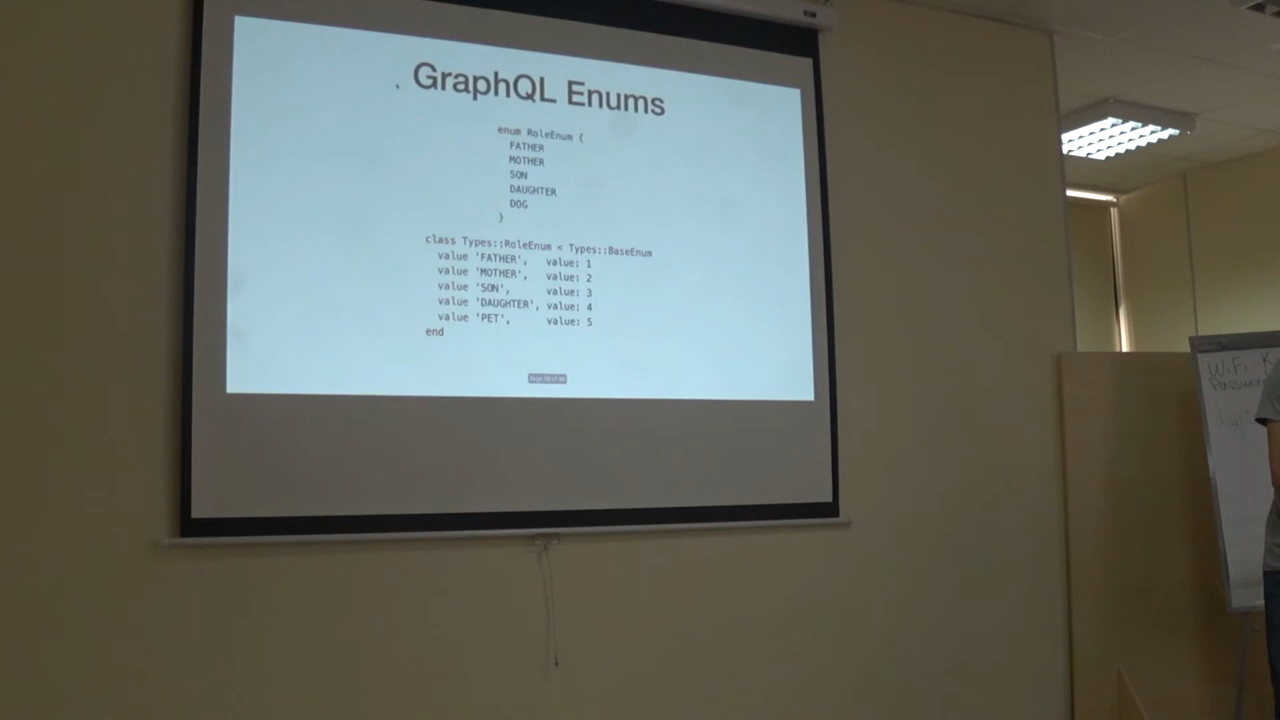 GraphQL Enums
enum RoleEnum {
FATHER
MOTHER
SON
DAUGHTER
DOG
}
class Types::RoleEnum < Types::BaseEnum
value 'FATHER', value: 1
value 'MOTHER', value: 2
value 'SON', value: 3
value 'DAUGHTER', value: 4
value 'PET', value: 5
end
WiFi K